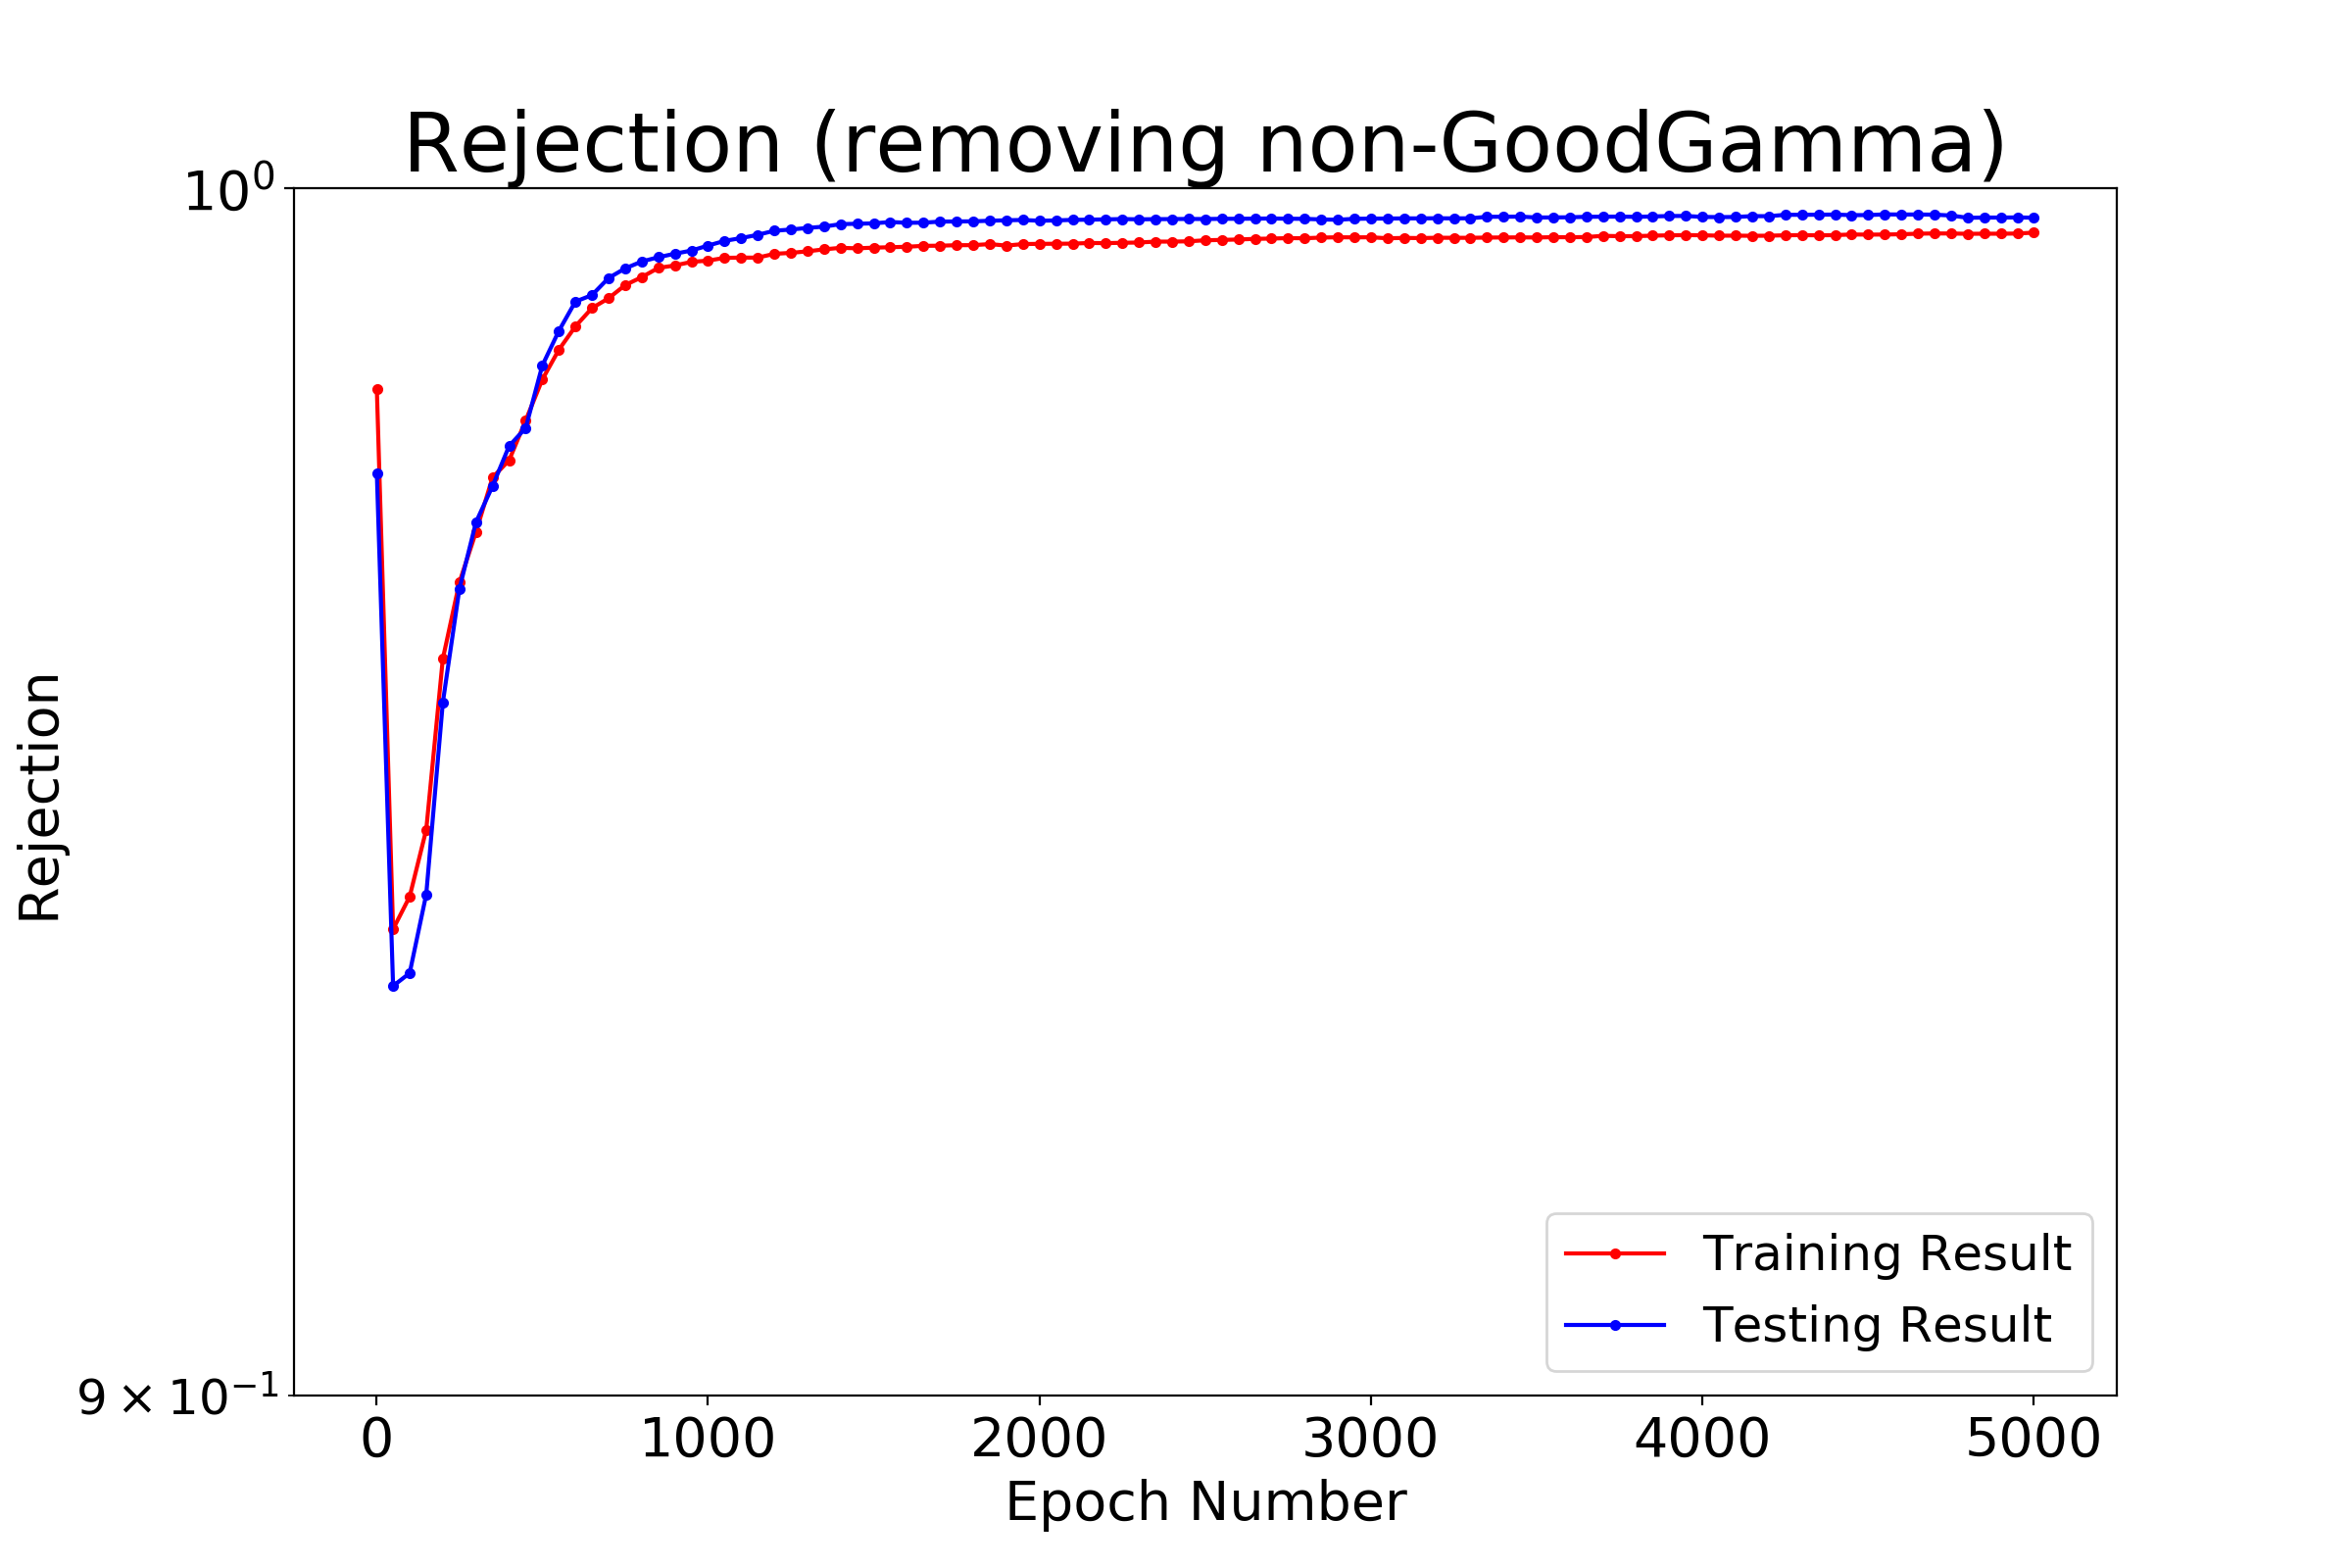 Rejection (removing non-GoodGamma)
10⁰
Rejection
9 × 10⁻¹
Training Result
Testing Result
0 1000 2000 3000 4000 5000
Epoch Number